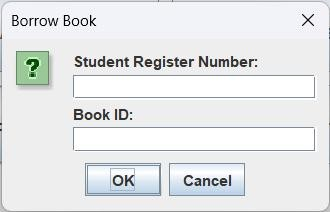 Borrow Book
Student Register Number:
Book ID:
OK
Cancel